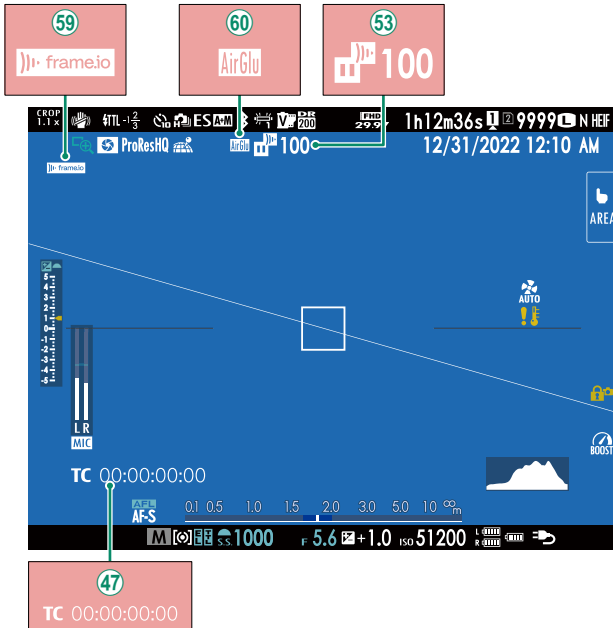 59 60 53
frame.io AirGlu 100
CROP 1.1x TTL -1 2/3 ES A+M V DR 200 FHD 29.97 1h12m36s 1 2 9999 L N HEIF
S ProResHQ AirGlu 100 12/31/2022 12:10 AM
frame.io
AREA
5 4 3 2 1 0 -1 -2 -3 -4 -5
AUTO
!
L R
MIC
BOOST
TC 00:00:00:00
AFL 0.1 0.5 1.0 1.5 2.0 3.0 5.0 10 ∞ m
AF-S
M S.S. 1000 F 5.6 +1.0 ISO 51200 L R
47
TC 00:00:00:00